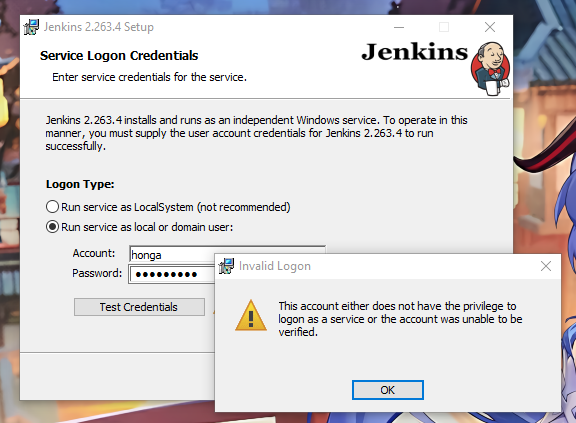 Jenkins 2.263.4 Setup
Service Logon Credentials
Enter service credentials for the service.
Jenkins
Jenkins 2.263.4 installs and runs as an independent Windows service. To operate in this
manner, you must supply the user account credentials for Jenkins 2.263.4 to run
successfully.
Logon Type:
Run service as LocalSystem (not recommended)
Run service as local or domain user:
Account:
honga
Password:
●●●●●●●●●
Test Credentials
Invalid Logon
This account either does not have the privilege to
logon as a service or the account was unable to be
verified.
OK